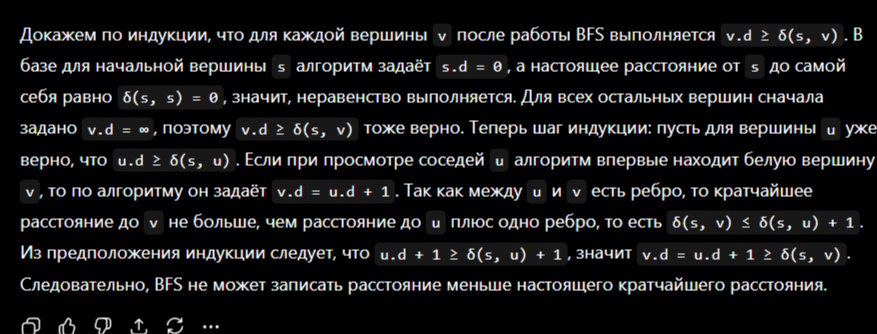 Докажем по индукции, что для каждой вершины v после работы BFS выполняется v.d ≥ δ(s, v). В
базе для начальной вершины s алгоритм задаёт s.d = 0, а настоящее расстояние от s до самой
себя равно δ(s, s) = 0, значит, неравенство выполняется. Для всех остальных вершин сначала
задано v.d = ∞, поэтому v.d ≥ δ(s, v) тоже верно. Теперь шаг индукции: пусть для вершины u уже
верно, что u.d ≥ δ(s, u). Если при просмотре соседей u алгоритм впервые находит белую вершину
v, то по алгоритму он задаёт v.d = u.d + 1. Так как между u и v есть ребро, то кратчайшее
расстояние до v не больше, чем расстояние до u плюс одно ребро, то есть δ(s, v) ≤ δ(s, u) + 1.
Из предположения индукции следует, что u.d + 1 ≥ δ(s, u) + 1, значит v.d = u.d + 1 ≥ δ(s, v).
Следовательно, BFS не может записать расстояние меньше настоящего кратчайшего расстояния.